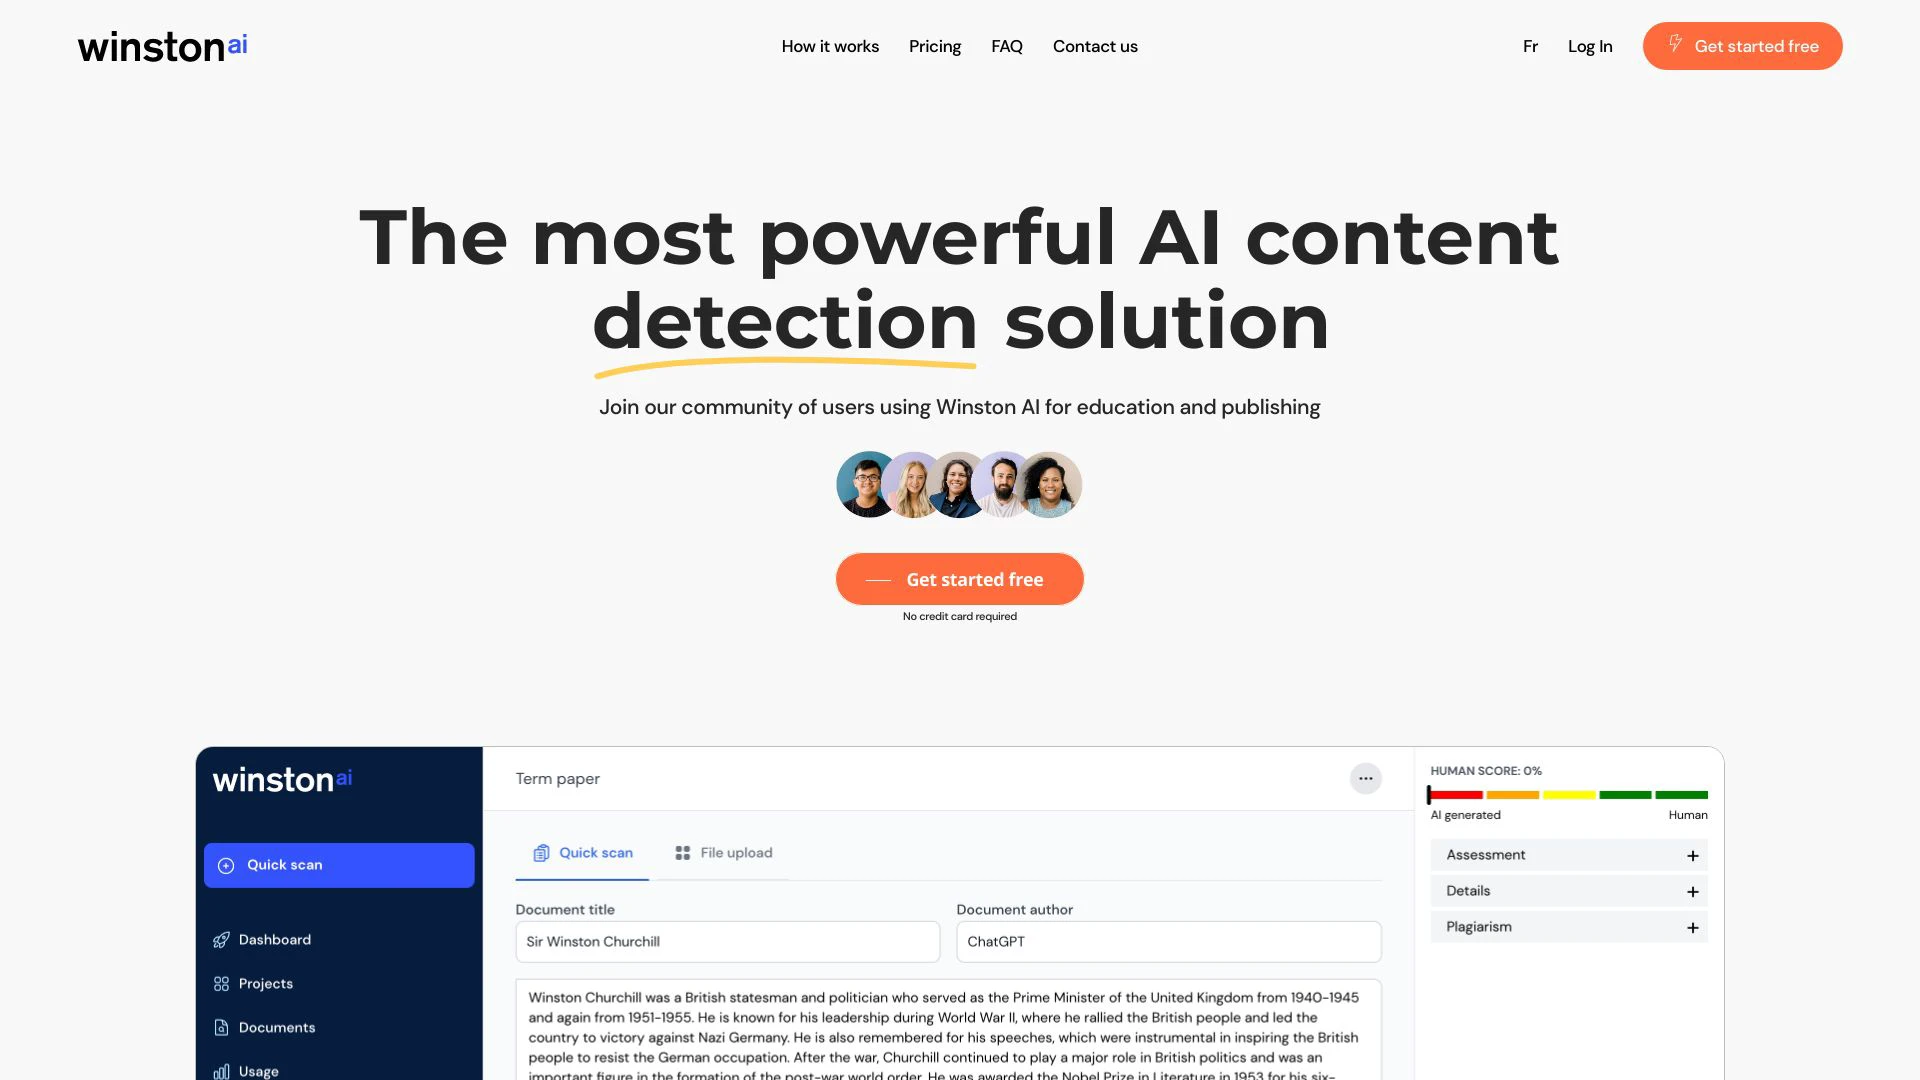 winston ai
How it works
Pricing
FAQ
Contact us
Fr
Log In
Get started free
The most powerful AI content
detection solution
Join our community of users using Winston AI for education and publishing
Get started free
No credit card required
winston ai
Quick scan
Dashboard
Projects
Documents
Usage
Term paper
Quick scan
File upload
Document title
Document author
Sir Winston Churchill
ChatGPT
Winston Churchill was a British statesman and politician who served as the Prime Minister of the United Kingdom from 1940-1945
and again from 1951-1955. He is known for his leadership during World War II, where he rallied the British people and led the
country to victory against Nazi Germany. He is also remembered for his speeches, which were instrumental in inspiring the British
people to resist the German occupation. After the war, Churchill continued to play a major role in British politics and was an
important figure in the formation of the post-war world order. He was awarded the Nobel Prize in Literature in 1953 for his six-
HUMAN SCORE: 0%
AI generated
Human
Assessment
Details
Plagiarism